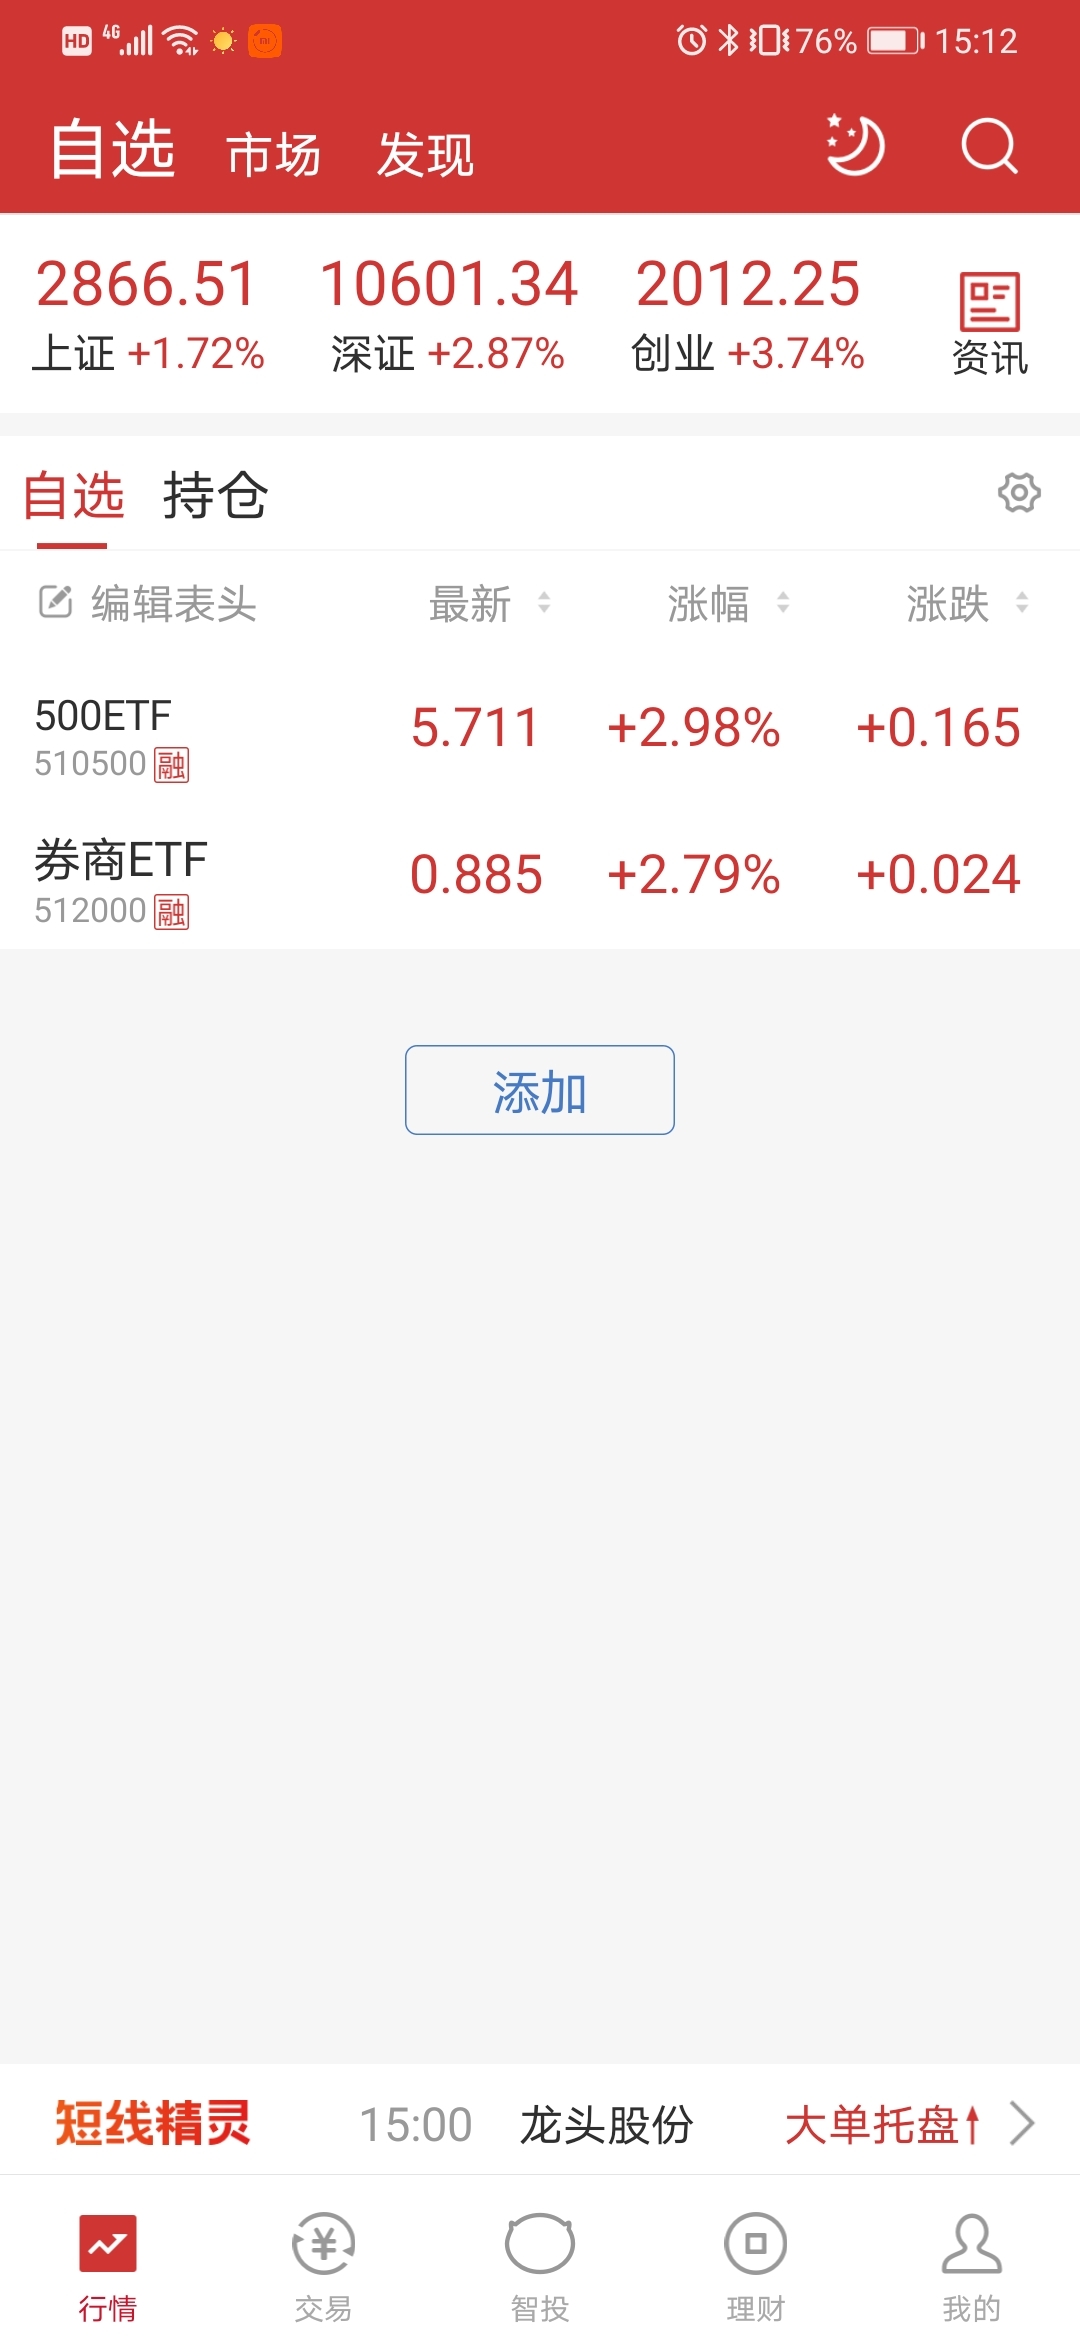 HD 4G 76% 15:12
自选 市场 发现
2866.51 10601.34 2012.25
上证 +1.72% 深证 +2.87% 创业 +3.74% 资讯
自选 持仓
编辑表头 最新 涨幅 涨跌
500ETF 5.711 +2.98% +0.165
510500 融
券商ETF 0.885 +2.79% +0.024
512000 融
添加
短线精灵 15:00 龙头股份 大单托盘↑
行情 交易 智投 理财 我的